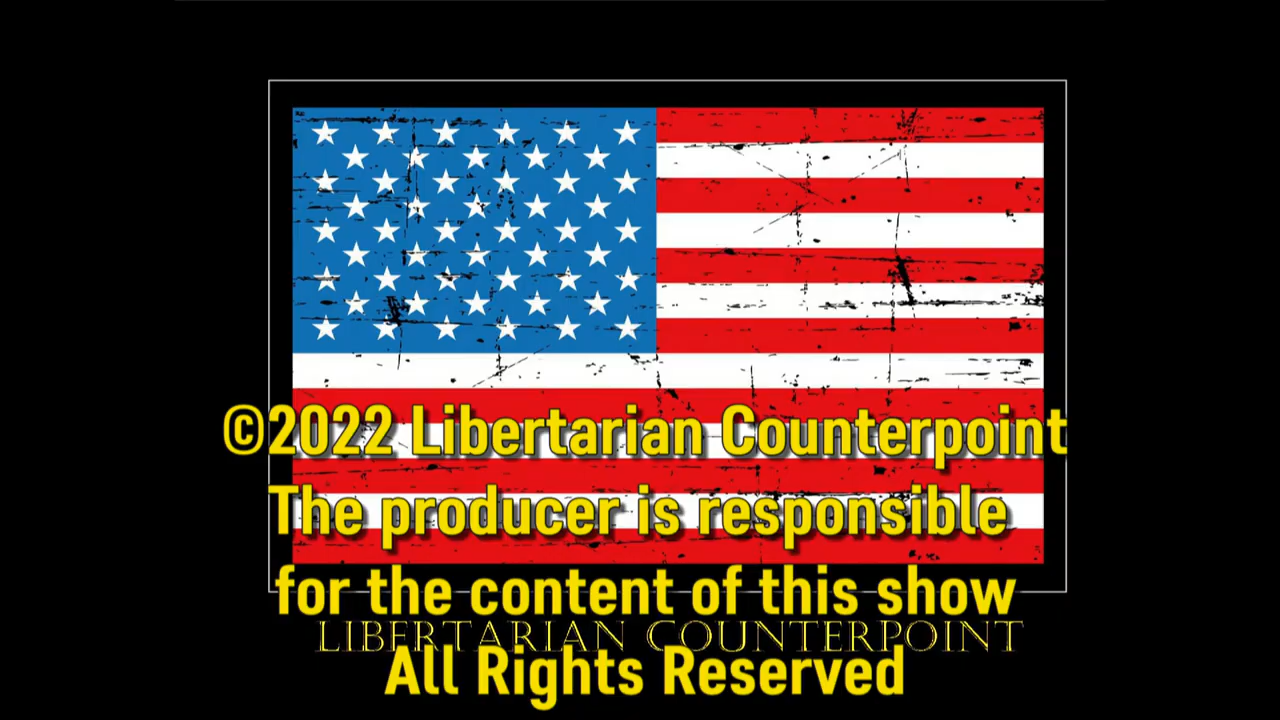 ©2022 Libertarian Counterpoint
The producer is responsible
for the content of this show
LIBERTARIAN COUNTERPOINT
All Rights Reserved